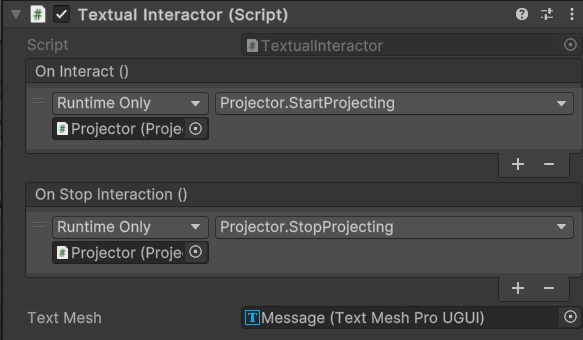 Textual Interactor (Script)
Script # TextualInteractor
On Interact ()
Runtime Only Projector.StartProjecting
# Projector (Proje
On Stop Interaction ()
Runtime Only Projector.StopProjecting
# Projector (Proje
Text Mesh T Message (Text Mesh Pro UGUI)